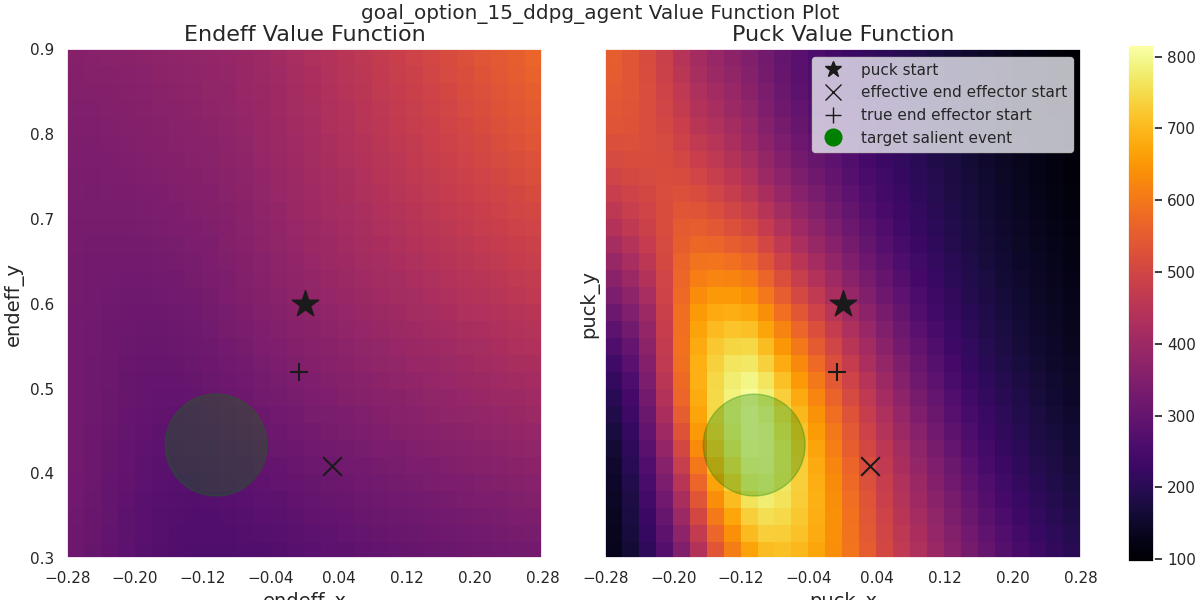 goal_option_15_ddpg_agent Value Function Plot
Endeff Value Function
Puck Value Function
0.9
0.8
0.7
0.6
0.5
0.4
0.3
endeff_y
−0.28 −0.20 −0.12 −0.04 0.04 0.12 0.20 0.28
endeff_x
puck_y
puck start
effective end effector start
true end effector start
target salient event
−0.28 −0.20 −0.12 −0.04 0.04 0.12 0.20 0.28
puck_x
800
700
600
500
400
300
200
100